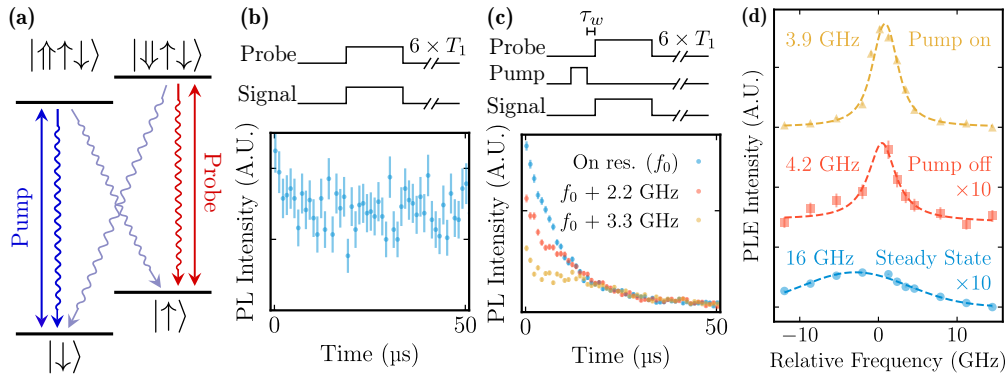 (a)
|⇑↑↓⟩
|⇓↑↓⟩
Pump
Probe
|↑⟩
|↓⟩
(b)
Probe
6 × T₁
Signal
PL Intensity (A.U.)
0
50
Time (µs)
(c)
τ_w
Probe
6 × T₁
Pump
Signal
PL Intensity (A.U.)
On res. (f₀)
f₀ + 2.2 GHz
f₀ + 3.3 GHz
0
50
Time (µs)
(d)
PLE Intensity (A.U.)
3.9 GHz Pump on
4.2 GHz Pump off
×10
16 GHz Steady State
×10
−10
0
10
Relative Frequency (GHz)